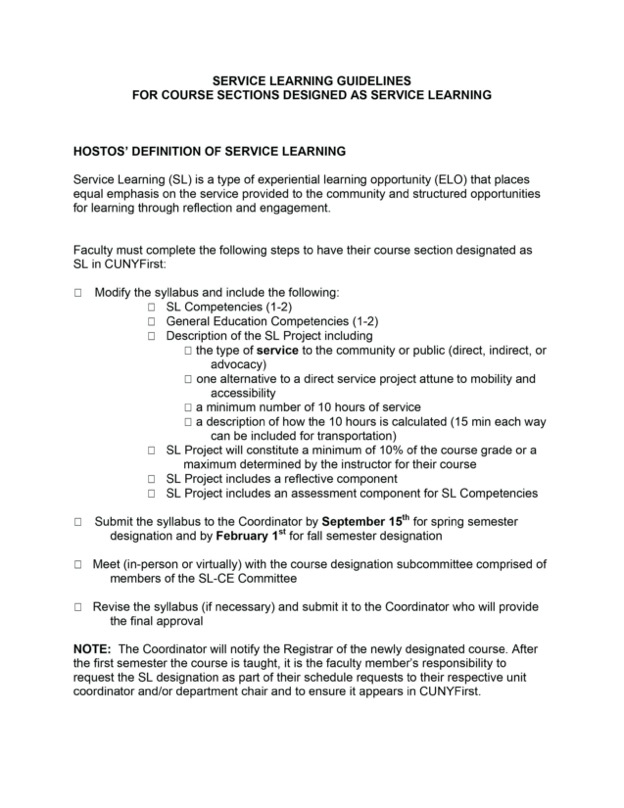 SERVICE LEARNING GUIDELINES
FOR COURSE SECTIONS DESIGNED AS SERVICE LEARNING
HOSTOS' DEFINITION OF SERVICE LEARNING
Service Learning (SL) is a type of experiential learning opportunity (ELO) that places
equal emphasis on the service provided to the community and structured opportunities
for learning through reflection and engagement.
Faculty must complete the following steps to have their course section designated as
SL in CUNYFirst:
□ Modify the syllabus and include the following:
□ SL Competencies (1-2)
□ General Education Competencies (1-2)
□ Description of the SL Project including
□ the type of service to the community or public (direct, indirect, or
advocacy)
□ one alternative to a direct service project attune to mobility and
accessibility
□ a minimum number of 10 hours of service
□ a description of how the 10 hours is calculated (15 min each way
can be included for transportation)
□ SL Project will constitute a minimum of 10% of the course grade or a
maximum determined by the instructor for their course
□ SL Project includes a reflective component
□ SL Project includes an assessment component for SL Competencies
□ Submit the syllabus to the Coordinator by September 15th for spring semester
designation and by February 1st for fall semester designation
□ Meet (in-person or virtually) with the course designation subcommittee comprised of
members of the SL-CE Committee
□ Revise the syllabus (if necessary) and submit it to the Coordinator who will provide
the final approval
NOTE: The Coordinator will notify the Registrar of the newly designated course. After
the first semester the course is taught, it is the faculty member's responsibility to
request the SL designation as part of their schedule requests to their respective unit
coordinator and/or department chair and to ensure it appears in CUNYFirst.